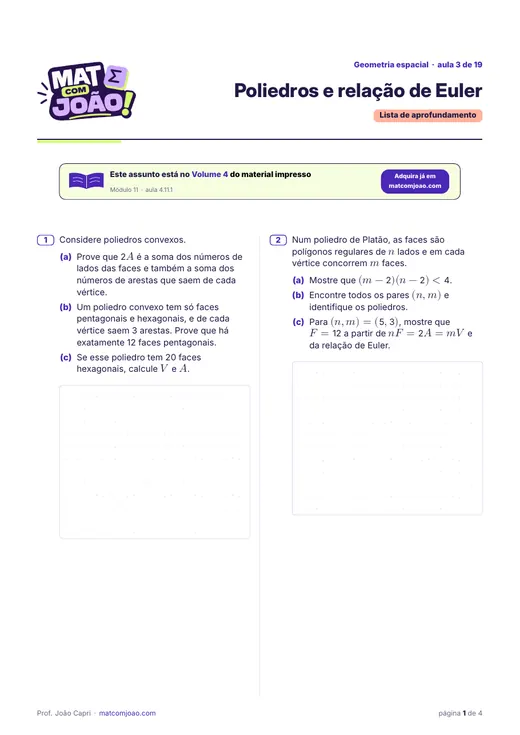 MAT Σ
COM
JOÃO!
Geometria espacial · aula 3 de 19
Poliedros e relação de Euler
Lista de aprofundamento
Este assunto está no Volume 4 do material impresso
Módulo 11 · aula 4.11.1
Adquira já em
matcomjoao.com
1 Considere poliedros convexos.
(a) Prove que 2A é a soma dos números de
lados das faces e também a soma dos
números de arestas que saem de cada
vértice.
(b) Um poliedro convexo tem só faces
pentagonais e hexagonais, e de cada
vértice saem 3 arestas. Prove que há
exatamente 12 faces pentagonais.
(c) Se esse poliedro tem 20 faces
hexagonais, calcule V e A.
2 Num poliedro de Platão, as faces são
polígonos regulares de n lados e em cada
vértice concorrem m faces.
(a) Mostre que (m − 2)(n − 2) < 4.
(b) Encontre todos os pares (n, m) e
identifique os poliedros.
(c) Para (n, m) = (5, 3), mostre que
F = 12 a partir de nF = 2A = mV e
da relação de Euler.
Prof. João Capri · matcomjoao.com
página 1 de 4